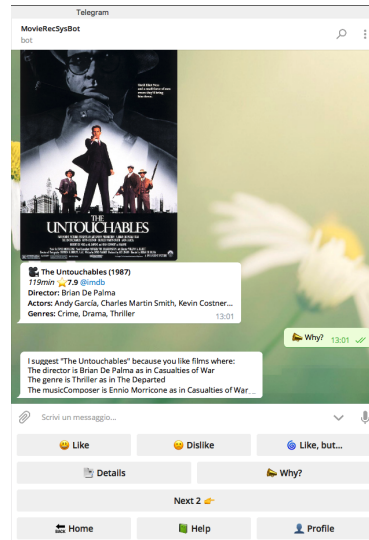 Telegram
MovieRecSysBot
bot
THE
UNTOUCHABLES
🎥 The Untouchables (1987)
119min ⭐7.9 @imdb
Director: Brian De Palma
Actors: Andy García, Charles Martin Smith, Kevin Costner...
Genres: Crime, Drama, Thriller
13:01
Why? 13:01
I suggest "The Untouchables" because you like films where:
The director is Brian De Palma as in Casualties of War
The genre is Thriller as in The Departed
The musicComposer is Ennio Morricone as in Casualties of War
Scrivi un messaggio...
😃 Like
😑 Dislike
🌀 Like, but...
Details
Why?
Next 2 👉
🔙 Home
📗 Help
👤 Profile